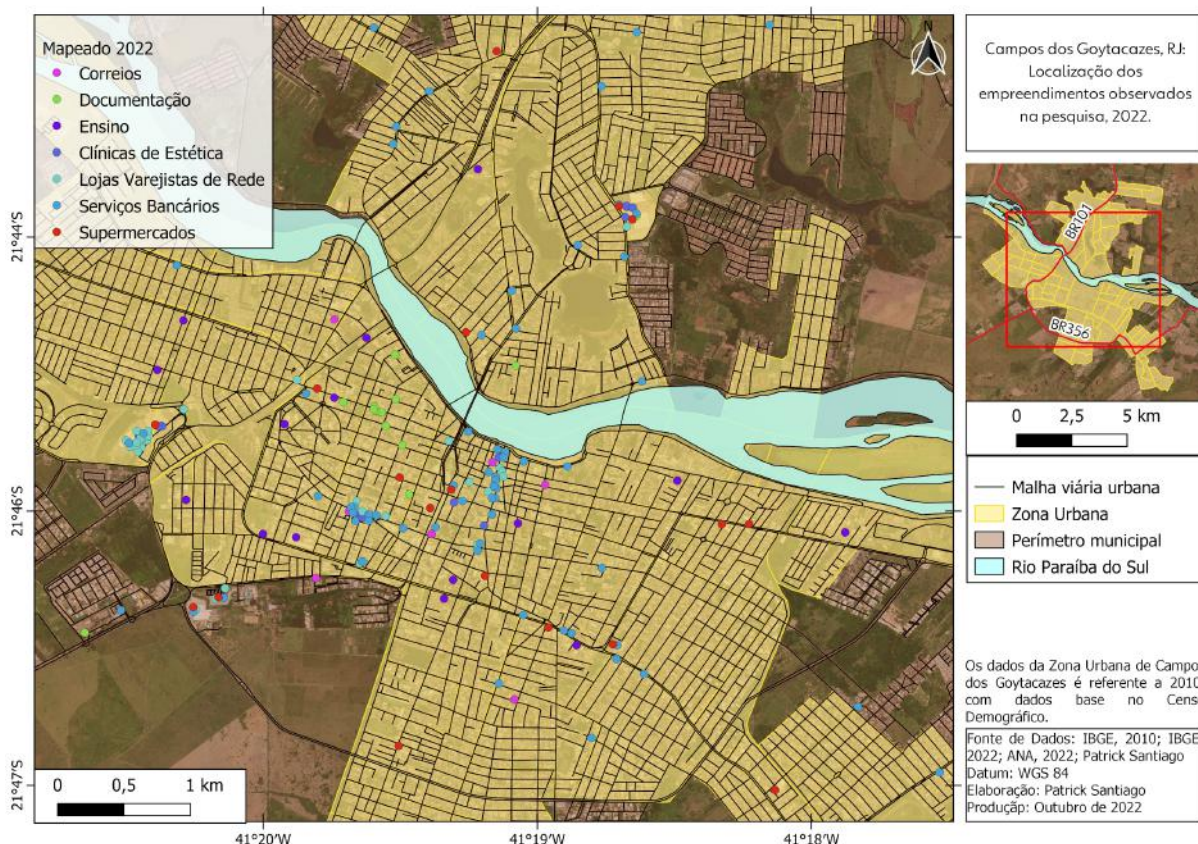 Mapeado 2022
Correios
Documentação
Ensino
Clínicas de Estética
Lojas Varejistas de Rede
Serviços Bancários
Supermercados
N
21°44'S
21°46'S
21°47'S
0 0,5 1 km
41°20'W
41°19'W
41°18'W
Campos dos Goytacazes, RJ:
Localização dos
empreendimentos observados
na pesquisa, 2022.
BR101
BR356
0 2,5 5 km
Malha viária urbana
Zona Urbana
Perímetro municipal
Rio Paraíba do Sul
Os dados da Zona Urbana de Campo
dos Goytacazes é referente a 2010
com dados base no Cens
Demográfico.
Fonte de Dados: IBGE, 2010; IBGE
2022; ANA, 2022; Patrick Santiago
Datum: WGS 84
Elaboração: Patrick Santiago
Produção: Outubro de 2022